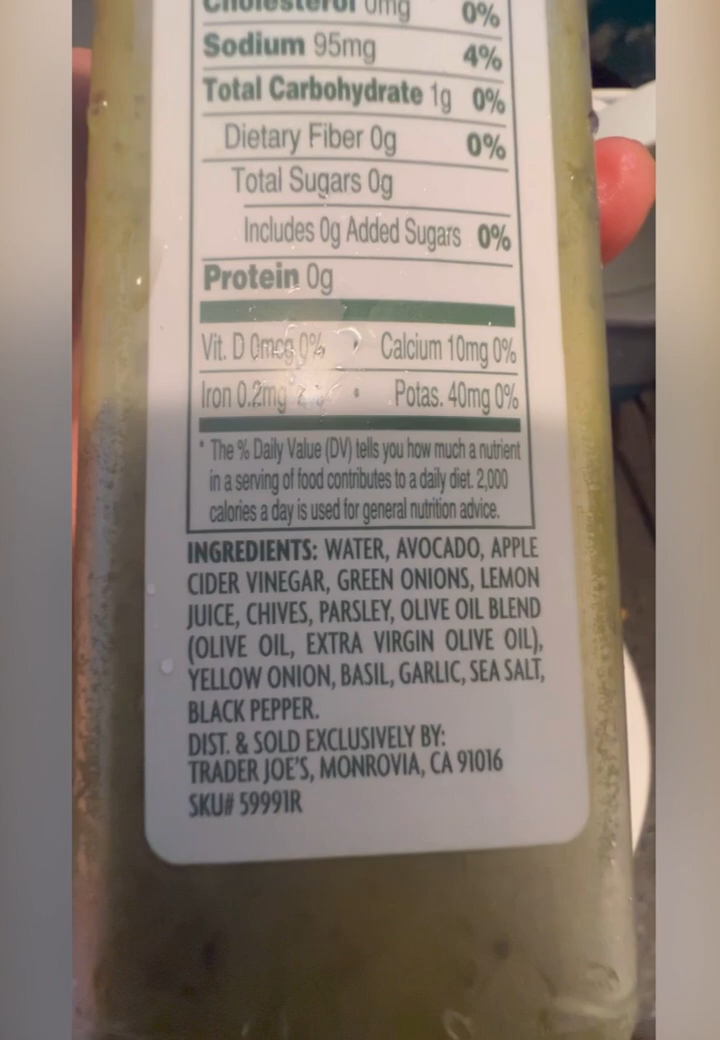 Cholesterol 0mg 0%
Sodium 95mg 4%
Total Carbohydrate 1g 0%
Dietary Fiber 0g 0%
Total Sugars 0g
Includes 0g Added Sugars 0%
Protein 0g
Vit. D 0mcg 0% • Calcium 10mg 0%
Iron 0.2mg • Potas. 40mg 0%
* The % Daily Value (DV) tells you how much a nutrient
in a serving of food contributes to a daily diet. 2,000
calories a day is used for general nutrition advice.
INGREDIENTS: WATER, AVOCADO, APPLE
CIDER VINEGAR, GREEN ONIONS, LEMON
JUICE, CHIVES, PARSLEY, OLIVE OIL BLEND
(OLIVE OIL, EXTRA VIRGIN OLIVE OIL),
YELLOW ONION, BASIL, GARLIC, SEA SALT,
BLACK PEPPER.
DIST. & SOLD EXCLUSIVELY BY:
TRADER JOE'S, MONROVIA, CA 91016
SKU# 59991R